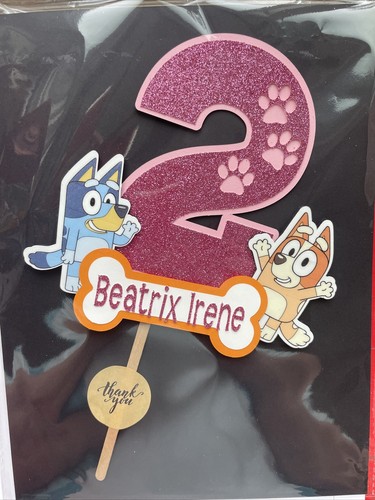 2
Beatrix Irene
thank
you